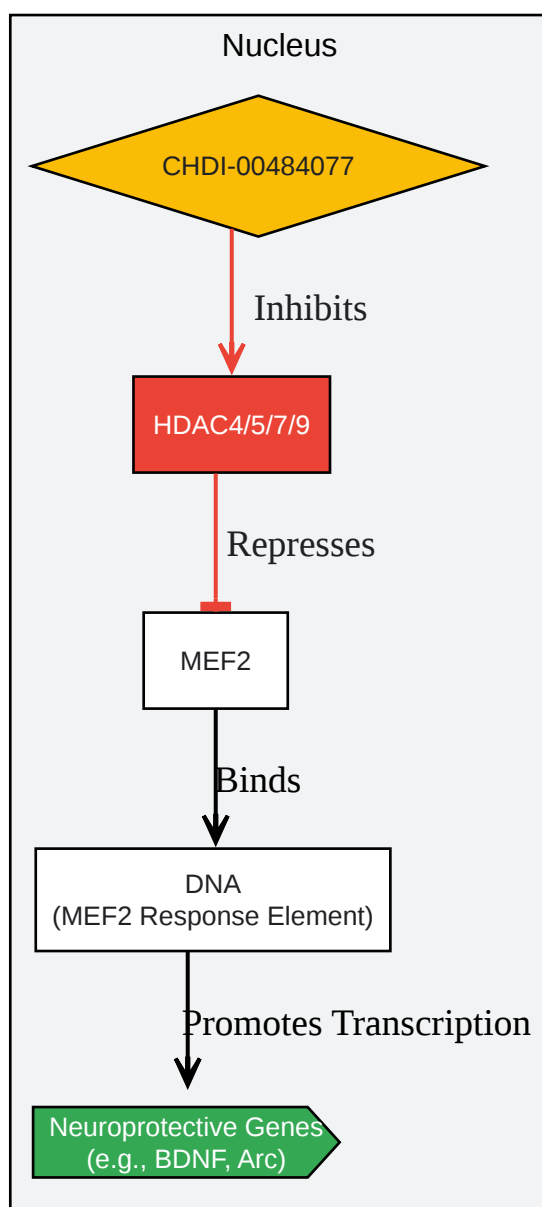 Nucleus
CHDI-00484077
Inhibits
HDAC4/5/7/9
Represses
MEF2
Binds
DNA
(MEF2 Response Element)
Promotes Transcription
Neuroprotective Genes
(e.g., BDNF, Arc)